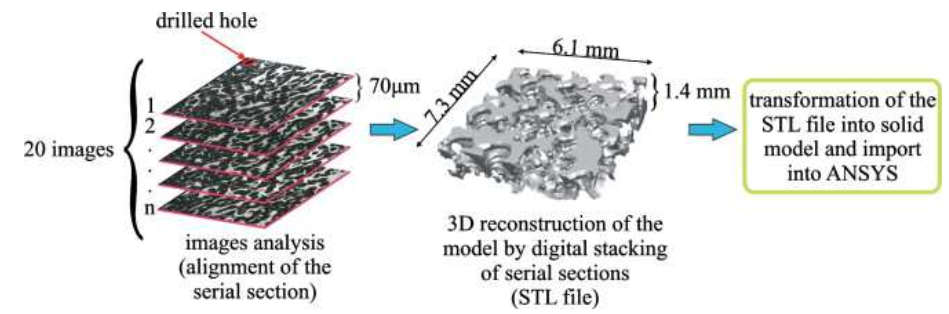 drilled hole
1
2
.
.
.
n
20 images
70μm
images analysis
(alignment of the
serial section)
7.3 mm
6.1 mm
1.4 mm
3D reconstruction of the
model by digital stacking
of serial sections
(STL file)
transformation of the
STL file into solid
model and import
into ANSYS